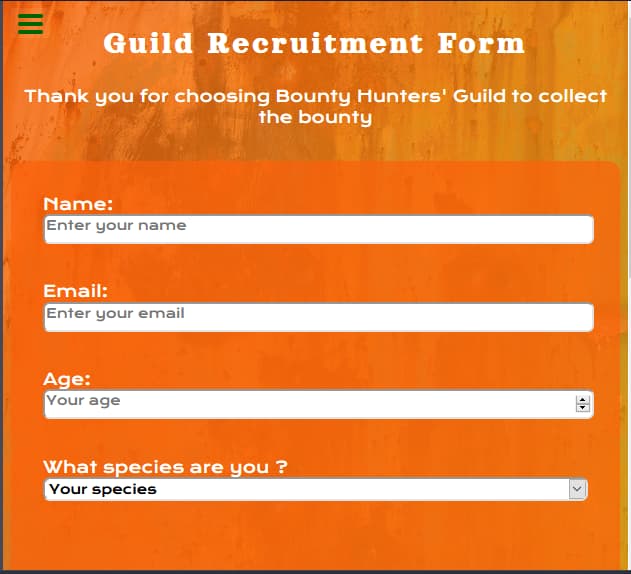 Guild Recruitment Form
Thank you for choosing Bounty Hunters' Guild to collect
the bounty
Name:
Enter your name
Email:
Enter your email
Age:
Your age
What species are you ?
Your species